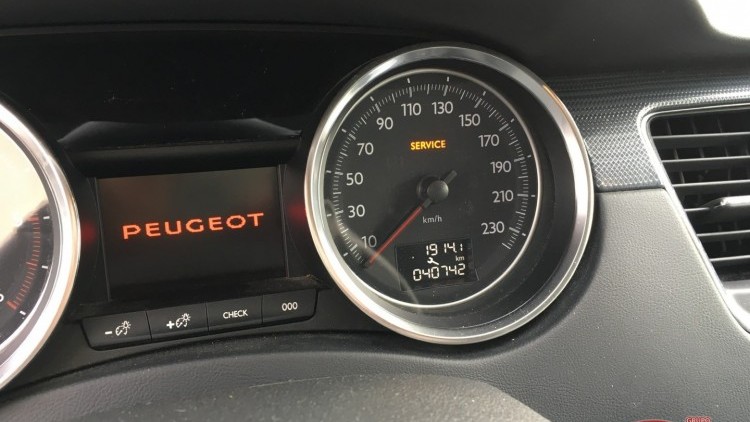 110 130
90 150
70 170
SERVICE
50 190
30 210
km/h
10 230
1914.1
km
040742
PEUGEOT
- + CHECK 000